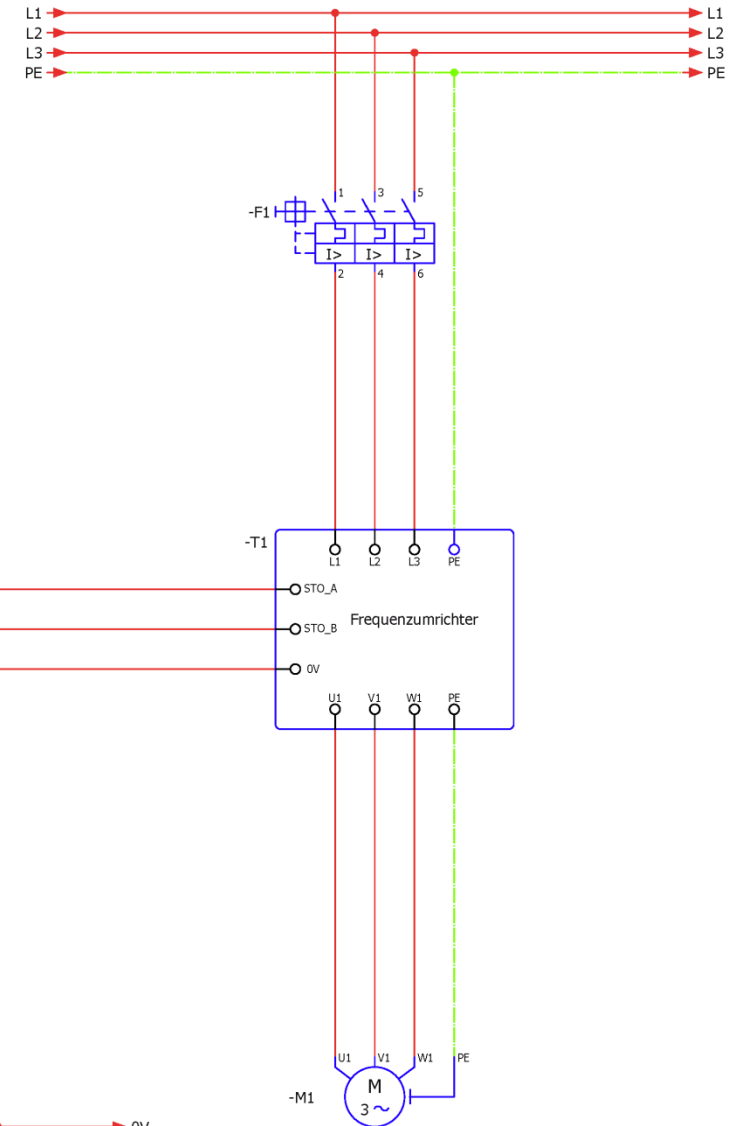 L1 L1
L2 L2
L3 L3
PE PE
1 3 5
-F1
I> I> I>
2 4 6
-T1
L1 L2 L3 PE
STO_A
Frequenzumrichter
STO_B
0V
U1 V1 W1 PE
U1 V1 W1 PE
M
-M1
3 ~
0V